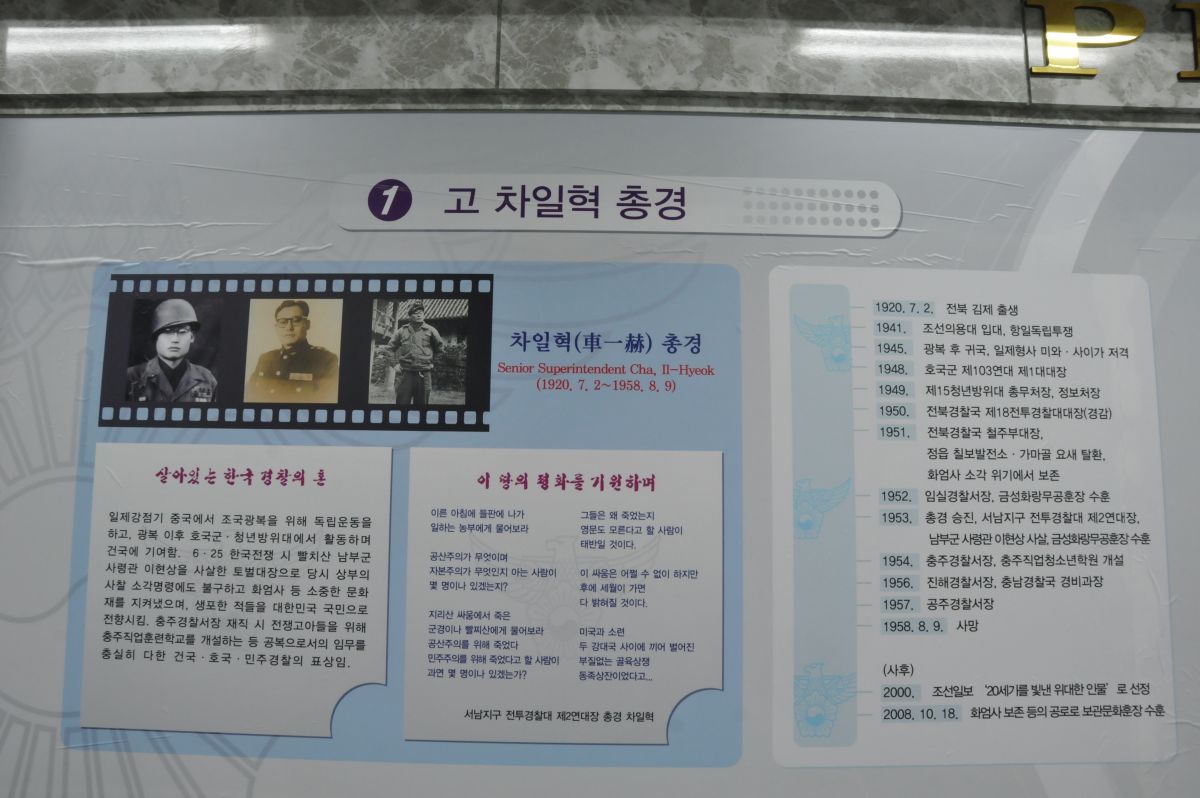 P
1 고 차일혁 총경
차일혁(車一赫) 총경
Senior Superintendent Cha, Il-Hyeok
(1920. 7. 2~1958. 8. 9)
살아있는 한국 경찰의 혼
일제강점기 중국에서 조국광복을 위해 독립운동을
하고, 광복 이후 호국군·청년방위대에서 활동하며
건국에 기여함. 6·25 한국전쟁 시 빨치산 남부군
사령관 이현상을 사살한 토벌대장으로 당시 상부의
사찰 소각명령에도 불구하고 화엄사 등 소중한 문화
재를 지켜냈으며, 생포한 적들을 대한민국 국민으로
전향시킴. 충주경찰서장 재직 시 전쟁고아들을 위해
충주직업훈련학교를 개설하는 등 공복으로서의 임무를
충실히 다한 건국·호국·민주경찰의 표상임.
이 땅의 평화를 기원하며
이른 아침에 들판에 나가
일하는 농부에게 물어보라
공산주의가 무엇이며
자본주의가 무엇인지 아는 사람이
몇 명이나 있겠는지?
지리산 싸움에서 죽은
군경이나 빨찌산에게 물어보라
공산주의를 위해 죽었다
민주주의를 위해 죽었다고 할 사람이
과연 몇 명이나 있겠는가?
그들은 왜 죽었는지
영문도 모른다고 할 사람이
태반일 것이다.
이 싸움은 어쩔 수 없이 하지만
후에 세월이 가면
다 밝혀질 것이다.
미국과 소련
두 강대국 사이에 끼어 벌어진
부질없는 골육상쟁
동족상잔이었다고...
서남지구 전투경찰대 제2연대장 총경 차일혁
1920. 7. 2. 전북 김제 출생
1941. 조선의용대 입대, 항일독립투쟁
1945. 광복 후 귀국, 일제형사 미와·사이가 저격
1948. 호국군 제103연대 제1대대장
1949. 제15청년방위대 총무처장, 정보처장
1950. 전북경찰국 제18전투경찰대대장(경감)
1951. 전북경찰국 철주부대장,
정읍 칠보발전소·가마골 요새 탈환,
화엄사 소각 위기에서 보존
1952. 임실경찰서장, 금성화랑무공훈장 수훈
1953. 총경 승진, 서남지구 전투경찰대 제2연대장,
남부군 사령관 이현상 사살, 금성화랑무공훈장 수훈
1954. 충주경찰서장, 충주직업청소년학원 개설
1956. 진해경찰서장, 충남경찰국 경비과장
1957. 공주경찰서장
1958. 8. 9. 사망
(사후)
2000. 조선일보 '20세기를 빛낸 위대한 인물' 로 선정
2008. 10. 18. 화엄사 보존 등의 공로로 보관문화훈장 수훈